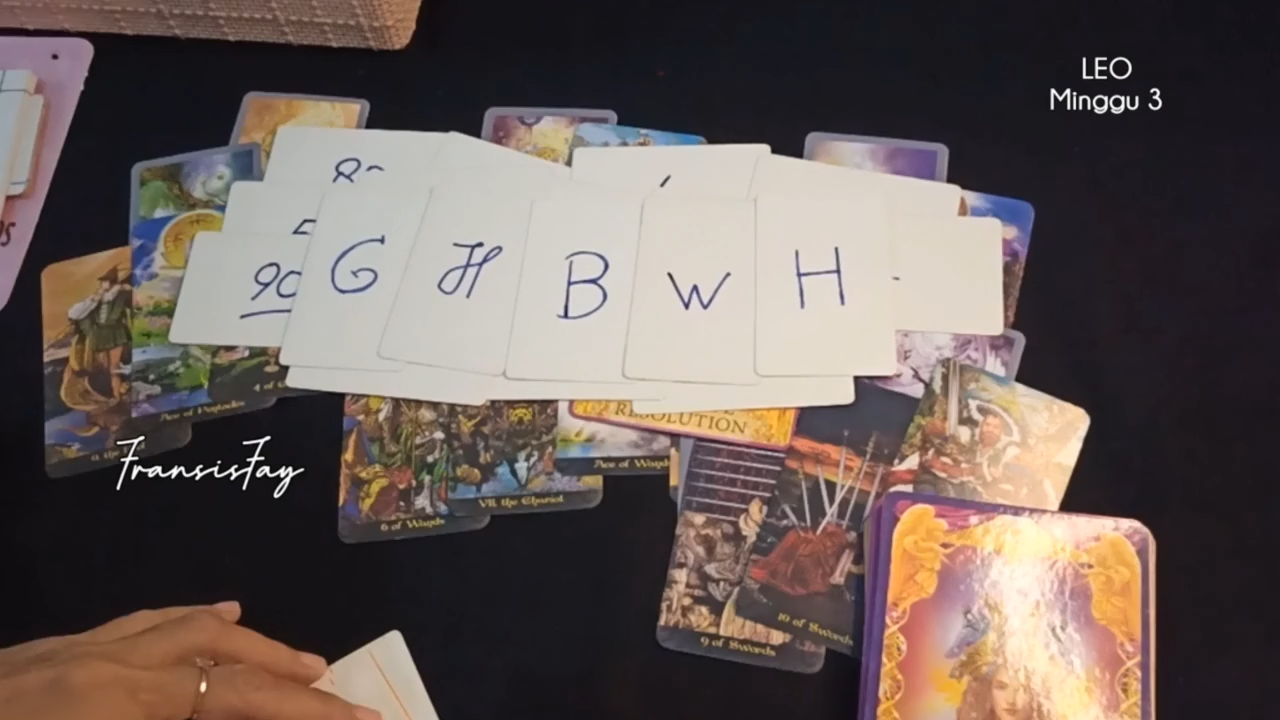 LEO
Minggu 3
90
G
H
B
W
H
Ace of Pentacles
4 of
RESOLUTION
Ace of Wands
VII the Chariot
6 of Wands
FransisFay
10 of Swords
9 of Swords